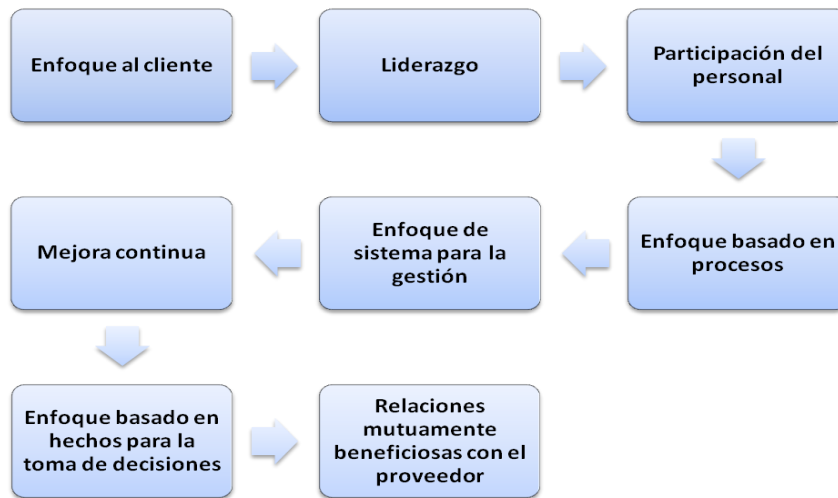 Enfoque al cliente
Liderazgo
Participación del
personal
Enfoque basado en
procesos
Enfoque de
sistema para la
gestión
Mejora continua
Enfoque basado en
hechos para la
toma de decisiones
Relaciones
mutuamente
beneficiosas con el
proveedor